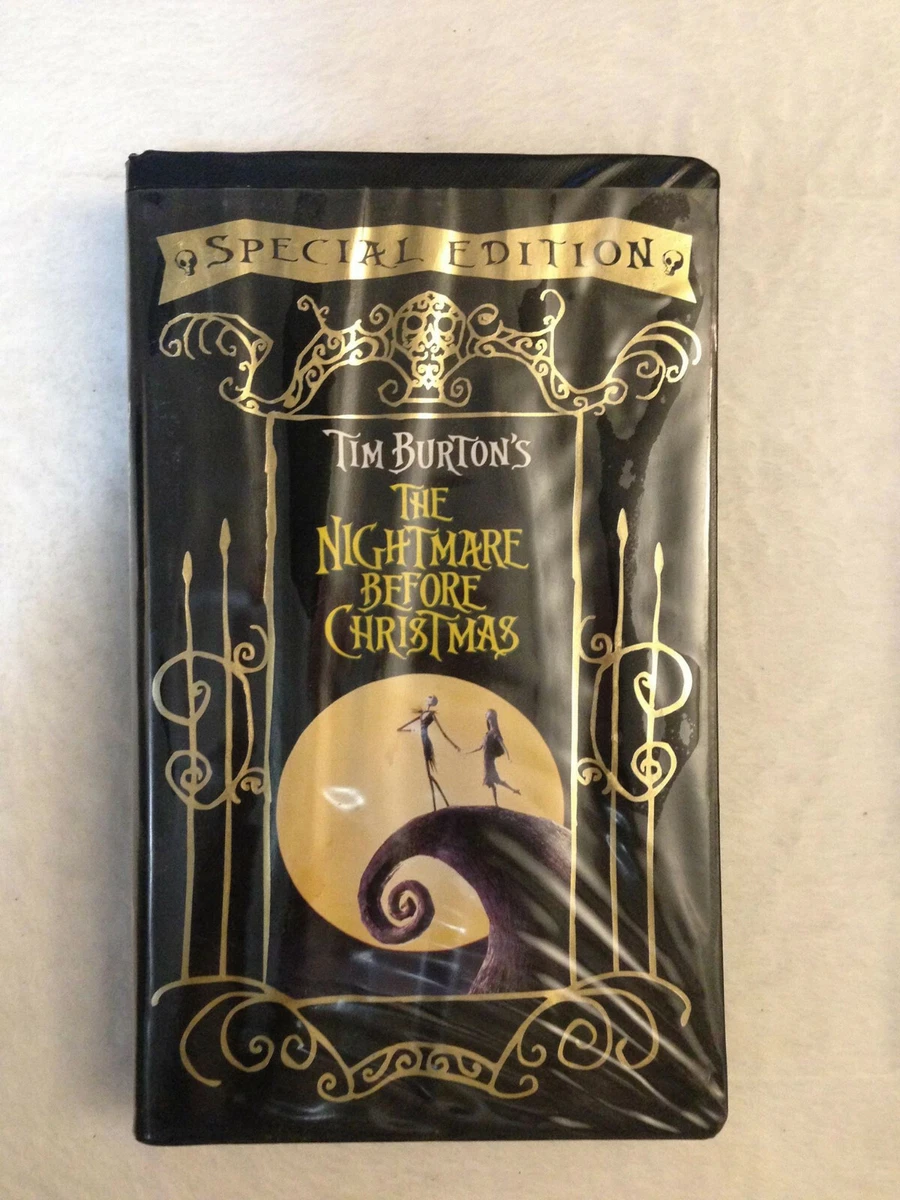 SPECIAL EDITION
TIM BURTON'S
THE
NIGHTMARE
BEFORE
CHRISTMAS